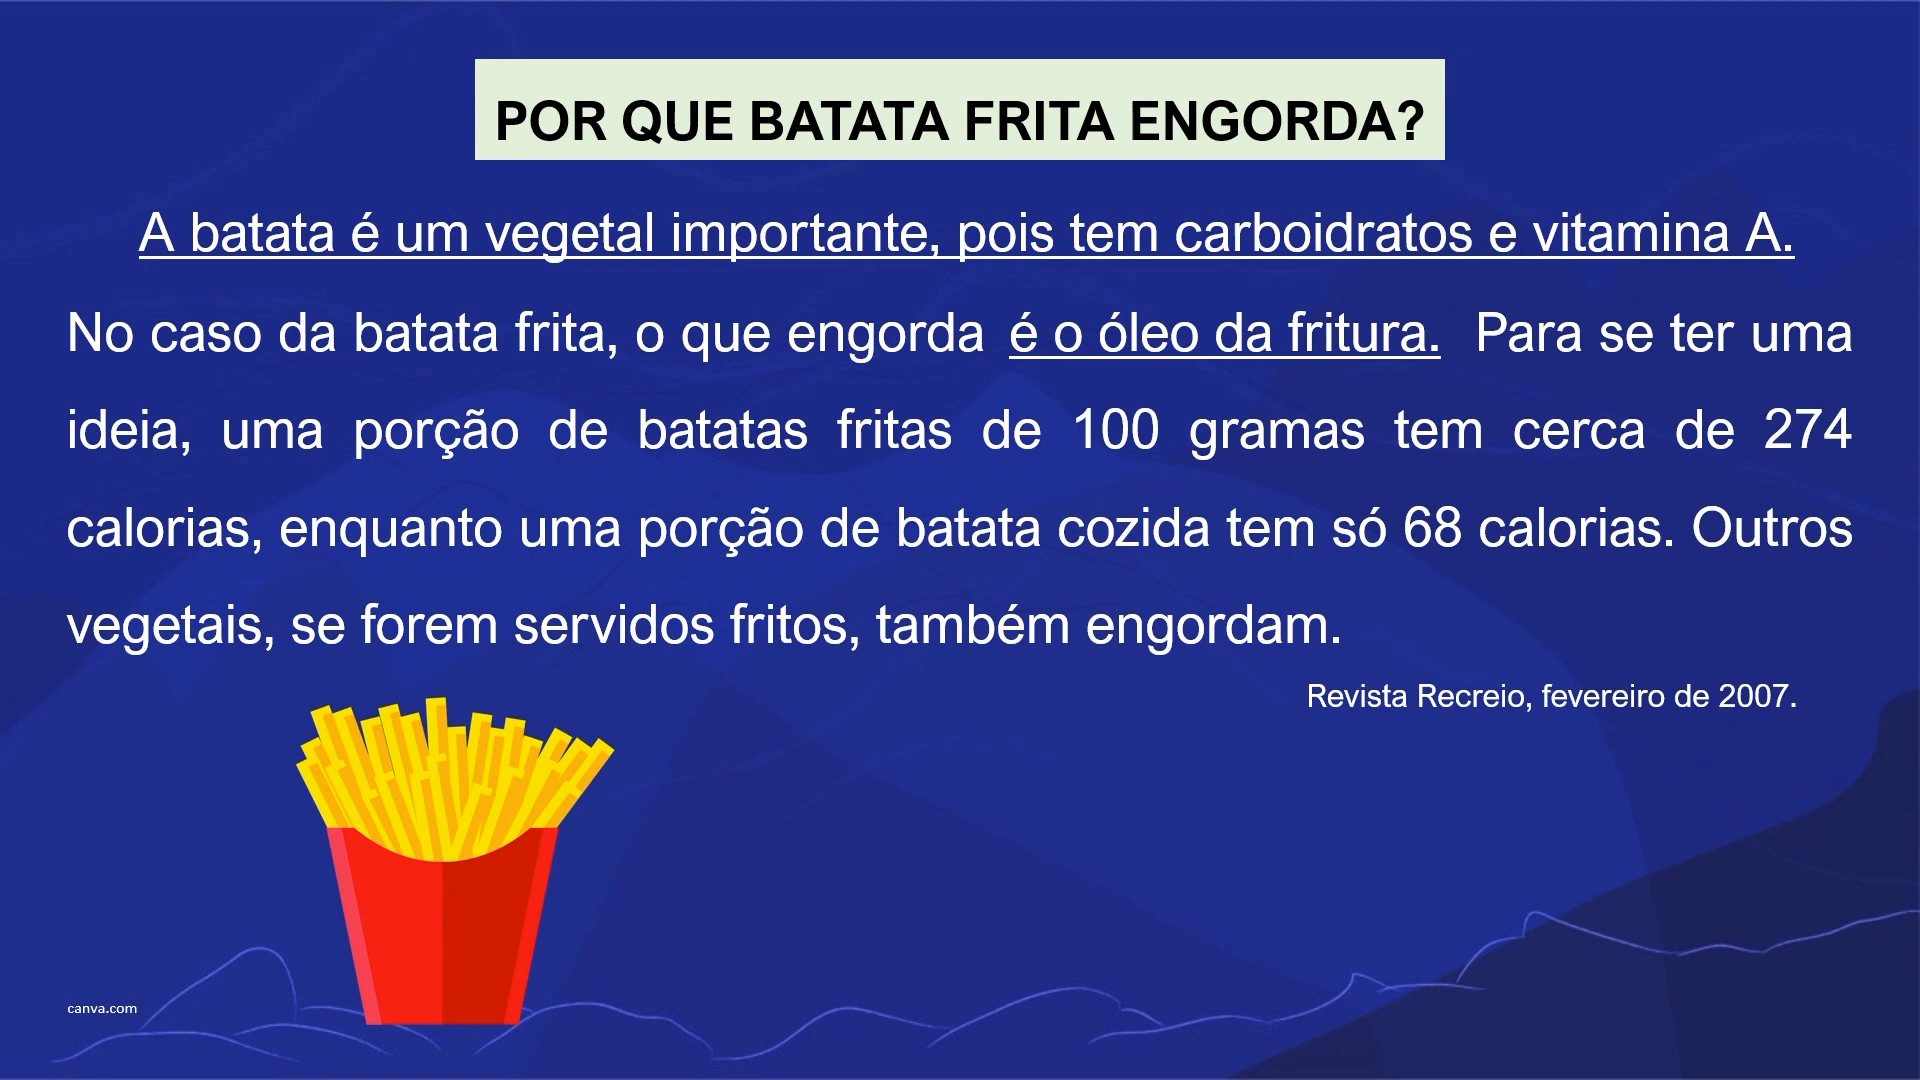 POR QUE BATATA FRITA ENGORDA?
A batata é um vegetal importante, pois tem carboidratos e vitamina A.
No caso da batata frita, o que engorda é o óleo da fritura. Para se ter uma
ideia, uma porção de batatas fritas de 100 gramas tem cerca de 274
calorias, enquanto uma porção de batata cozida tem só 68 calorias. Outros
vegetais, se forem servidos fritos, também engordam.
Revista Recreio, fevereiro de 2007.
canva.com